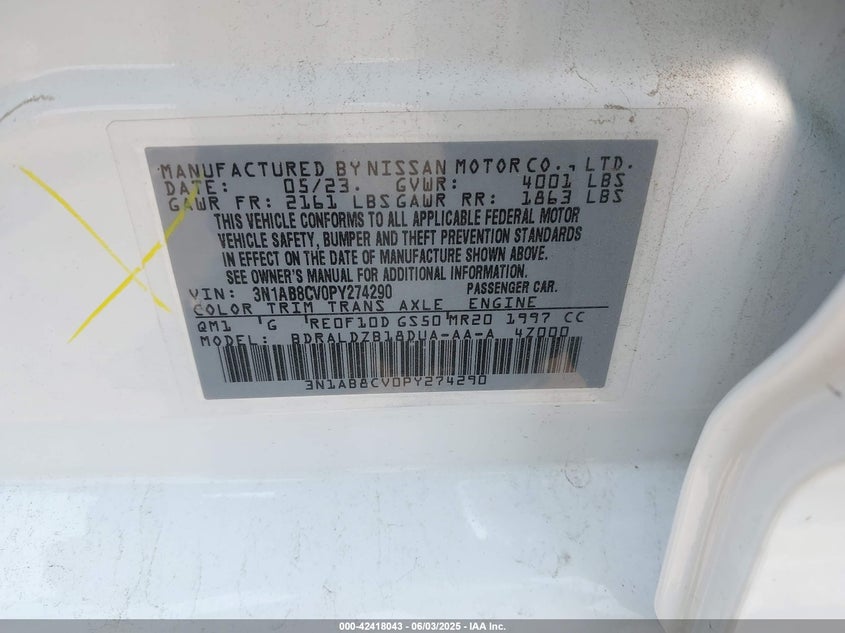 MANUFACTURED BY NISSAN MOTOR CO., LTD.
DATE: 05/23. GVWR: 4001 LBS
GAWR FR: 2161 LBS GAWR RR: 1863 LBS
THIS VEHICLE CONFORMS TO ALL APPLICABLE FEDERAL MOTOR
VEHICLE SAFETY, BUMPER AND THEFT PREVENTION STANDARDS
IN EFFECT ON THE DATE OF MANUFACTURE SHOWN ABOVE.
SEE OWNER'S MANUAL FOR ADDITIONAL INFORMATION.
VIN: 3N1AB8CV0PY274290 PASSENGER CAR.
COLOR TRIM TRANS AXLE ENGINE
QM1 G RE0F10D GS50 MR20 1997 CC
MODEL: BDRALDZB18DUA-AA-A 4Z000
3N1AB8CV0PY274290
000-42418043 - 06/03/2025 - IAA Inc.